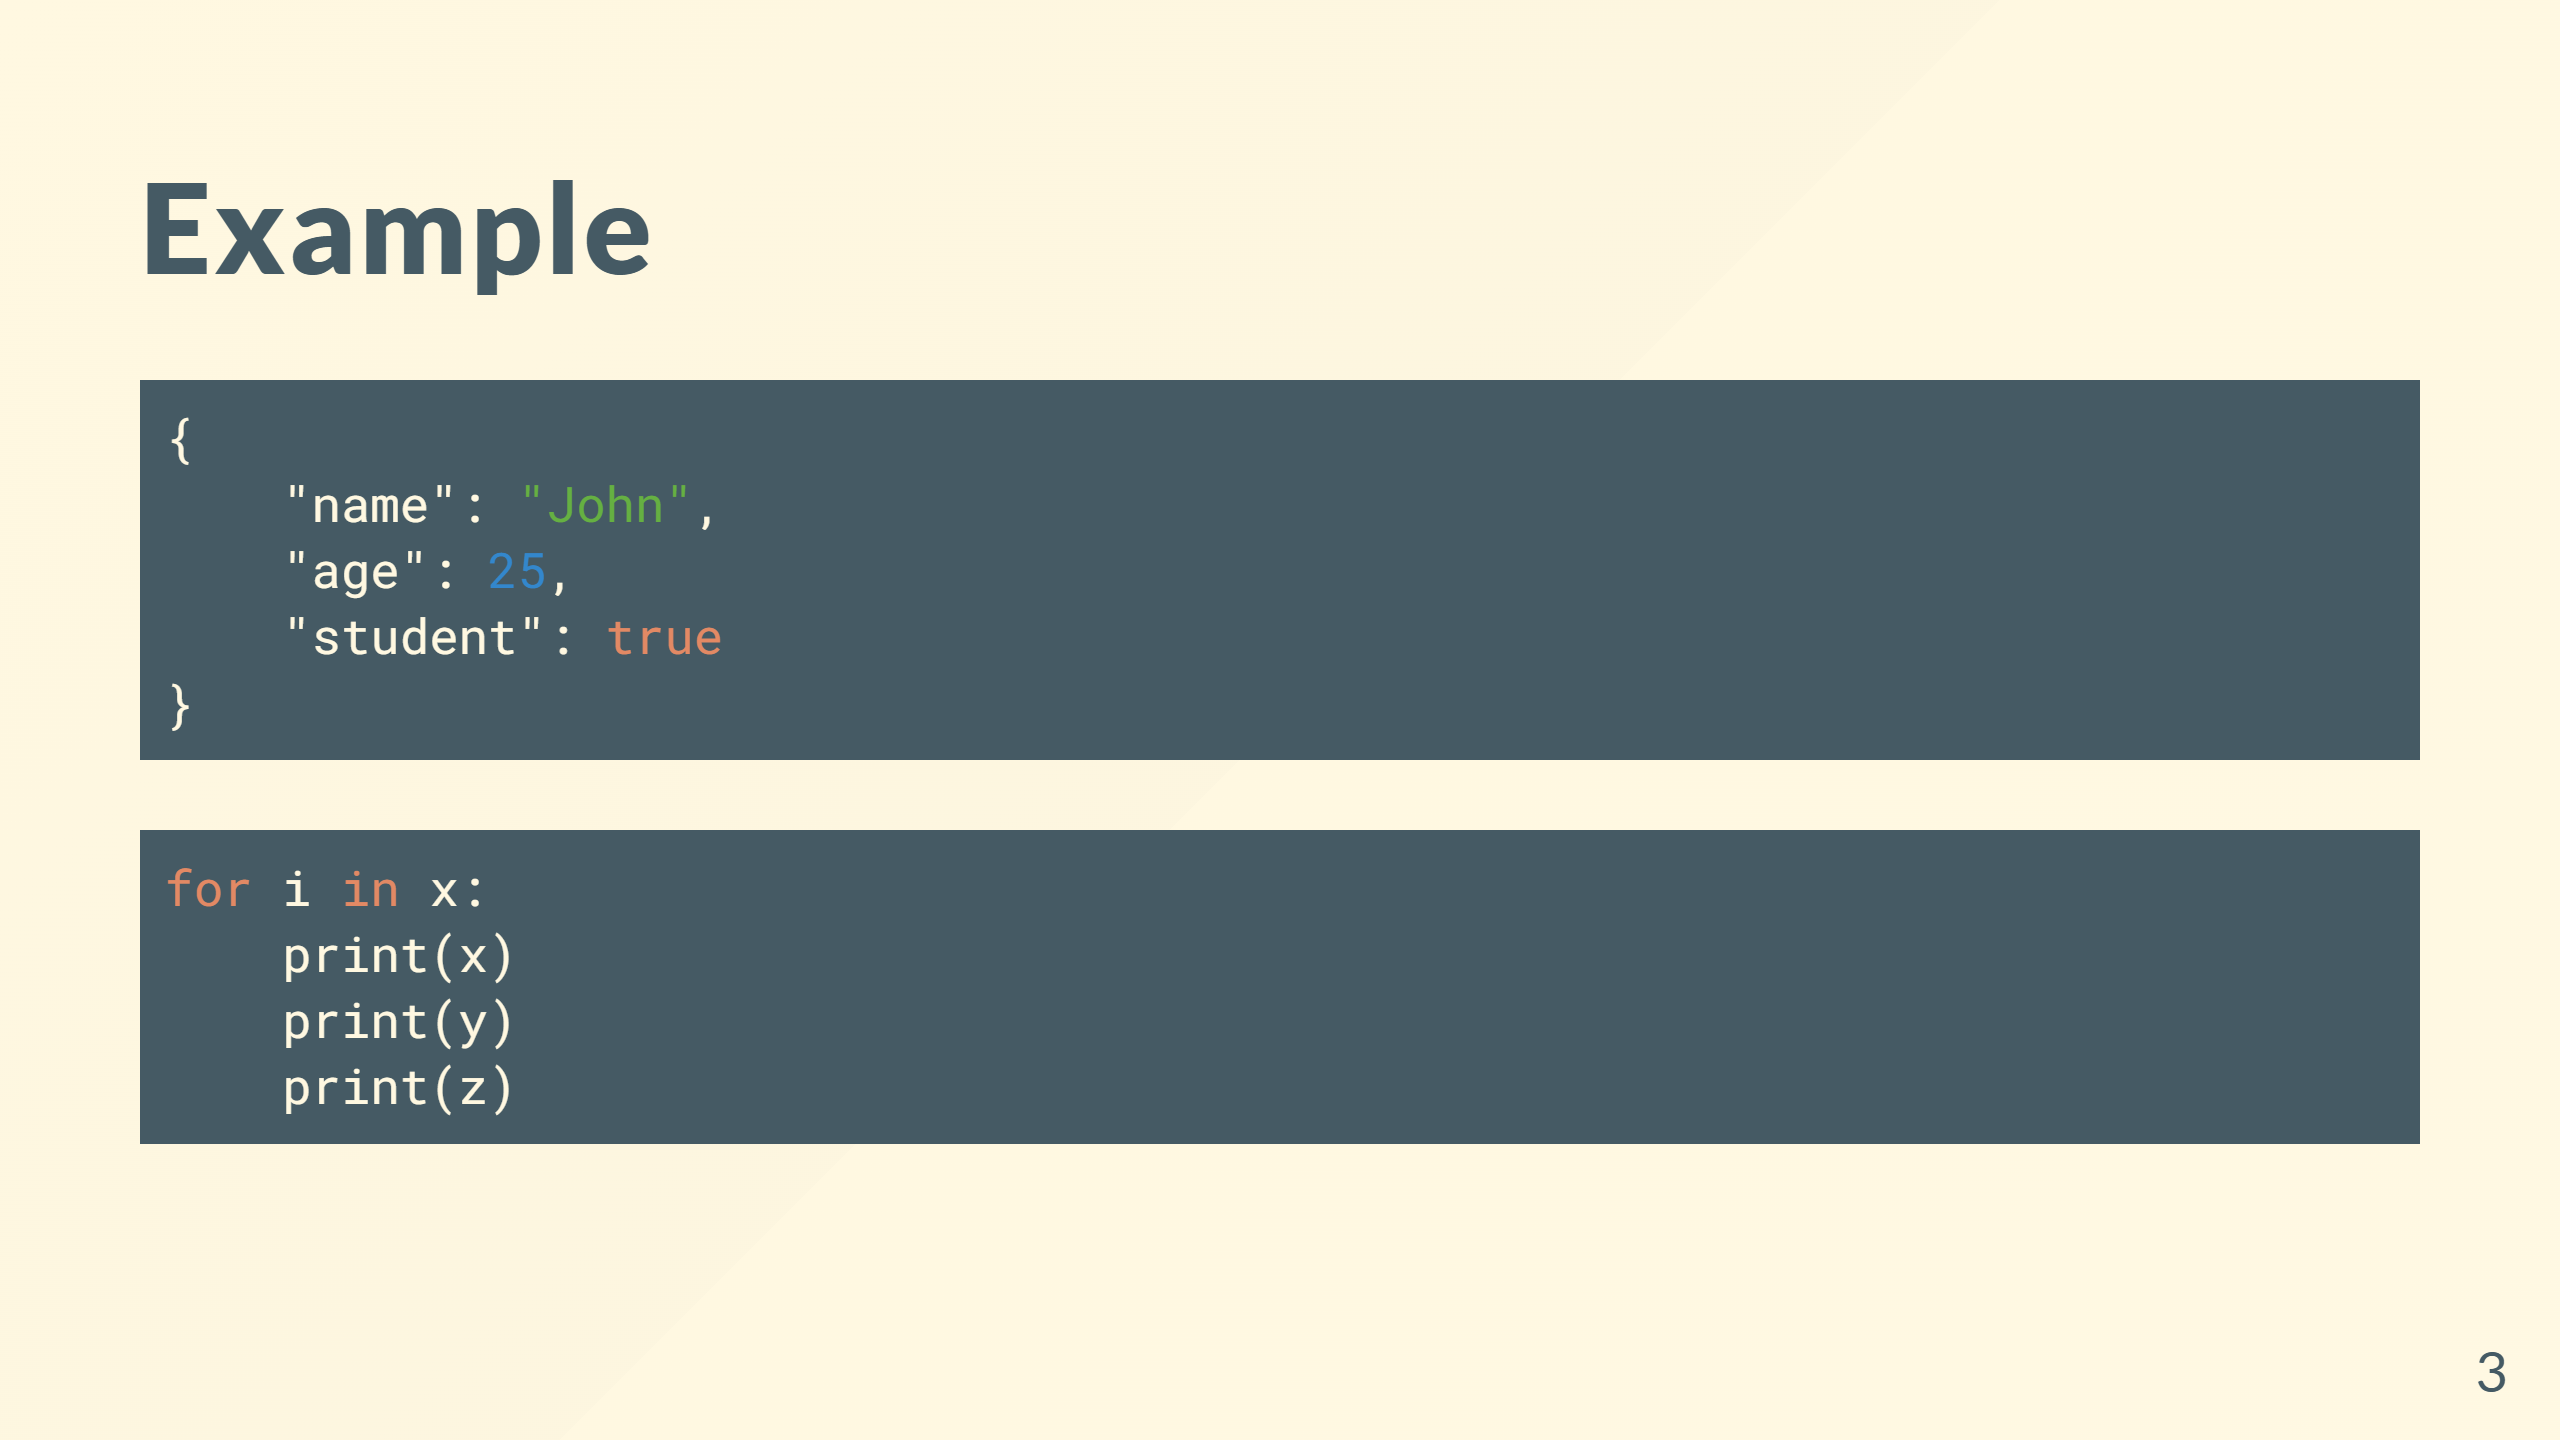 Example
{
    "name": "John",
    "age": 25,
    "student": true
}
for i in x:
    print(x)
    print(y)
    print(z)
3